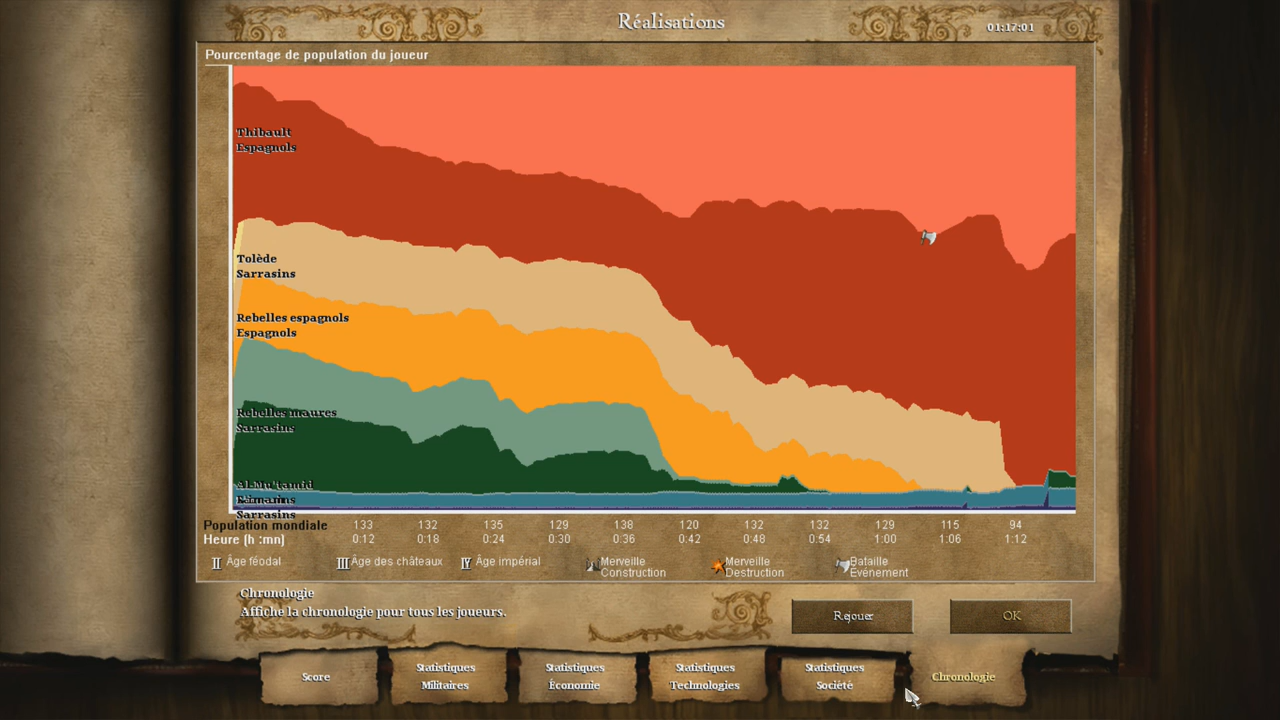 Réalisations
01:17:01
Pourcentage de population du joueur
Thibault
Espagnols
Tolède
Sarrasins
Rebelles espagnols
Espagnols
Rebelles maures
Sarrasins
Al-Mu'tamid
Sarrasins
Population mondiale 133 132 135 129 138 120 132 132 129 115 94
Heure (h :mn) 0:12 0:18 0:24 0:30 0:36 0:42 0:48 0:54 1:00 1:06 1:12
II Âge féodal III Âge des châteaux IV Âge impérial
Merveille
Construction
Merveille
Destruction
Bataille
Événement
Chronologie
Affiche la chronologie pour tous les joueurs.
Rejouer
OK
Score
Statistiques
Militaires
Statistiques
Économie
Statistiques
Technologies
Statistiques
Société
Chronologie